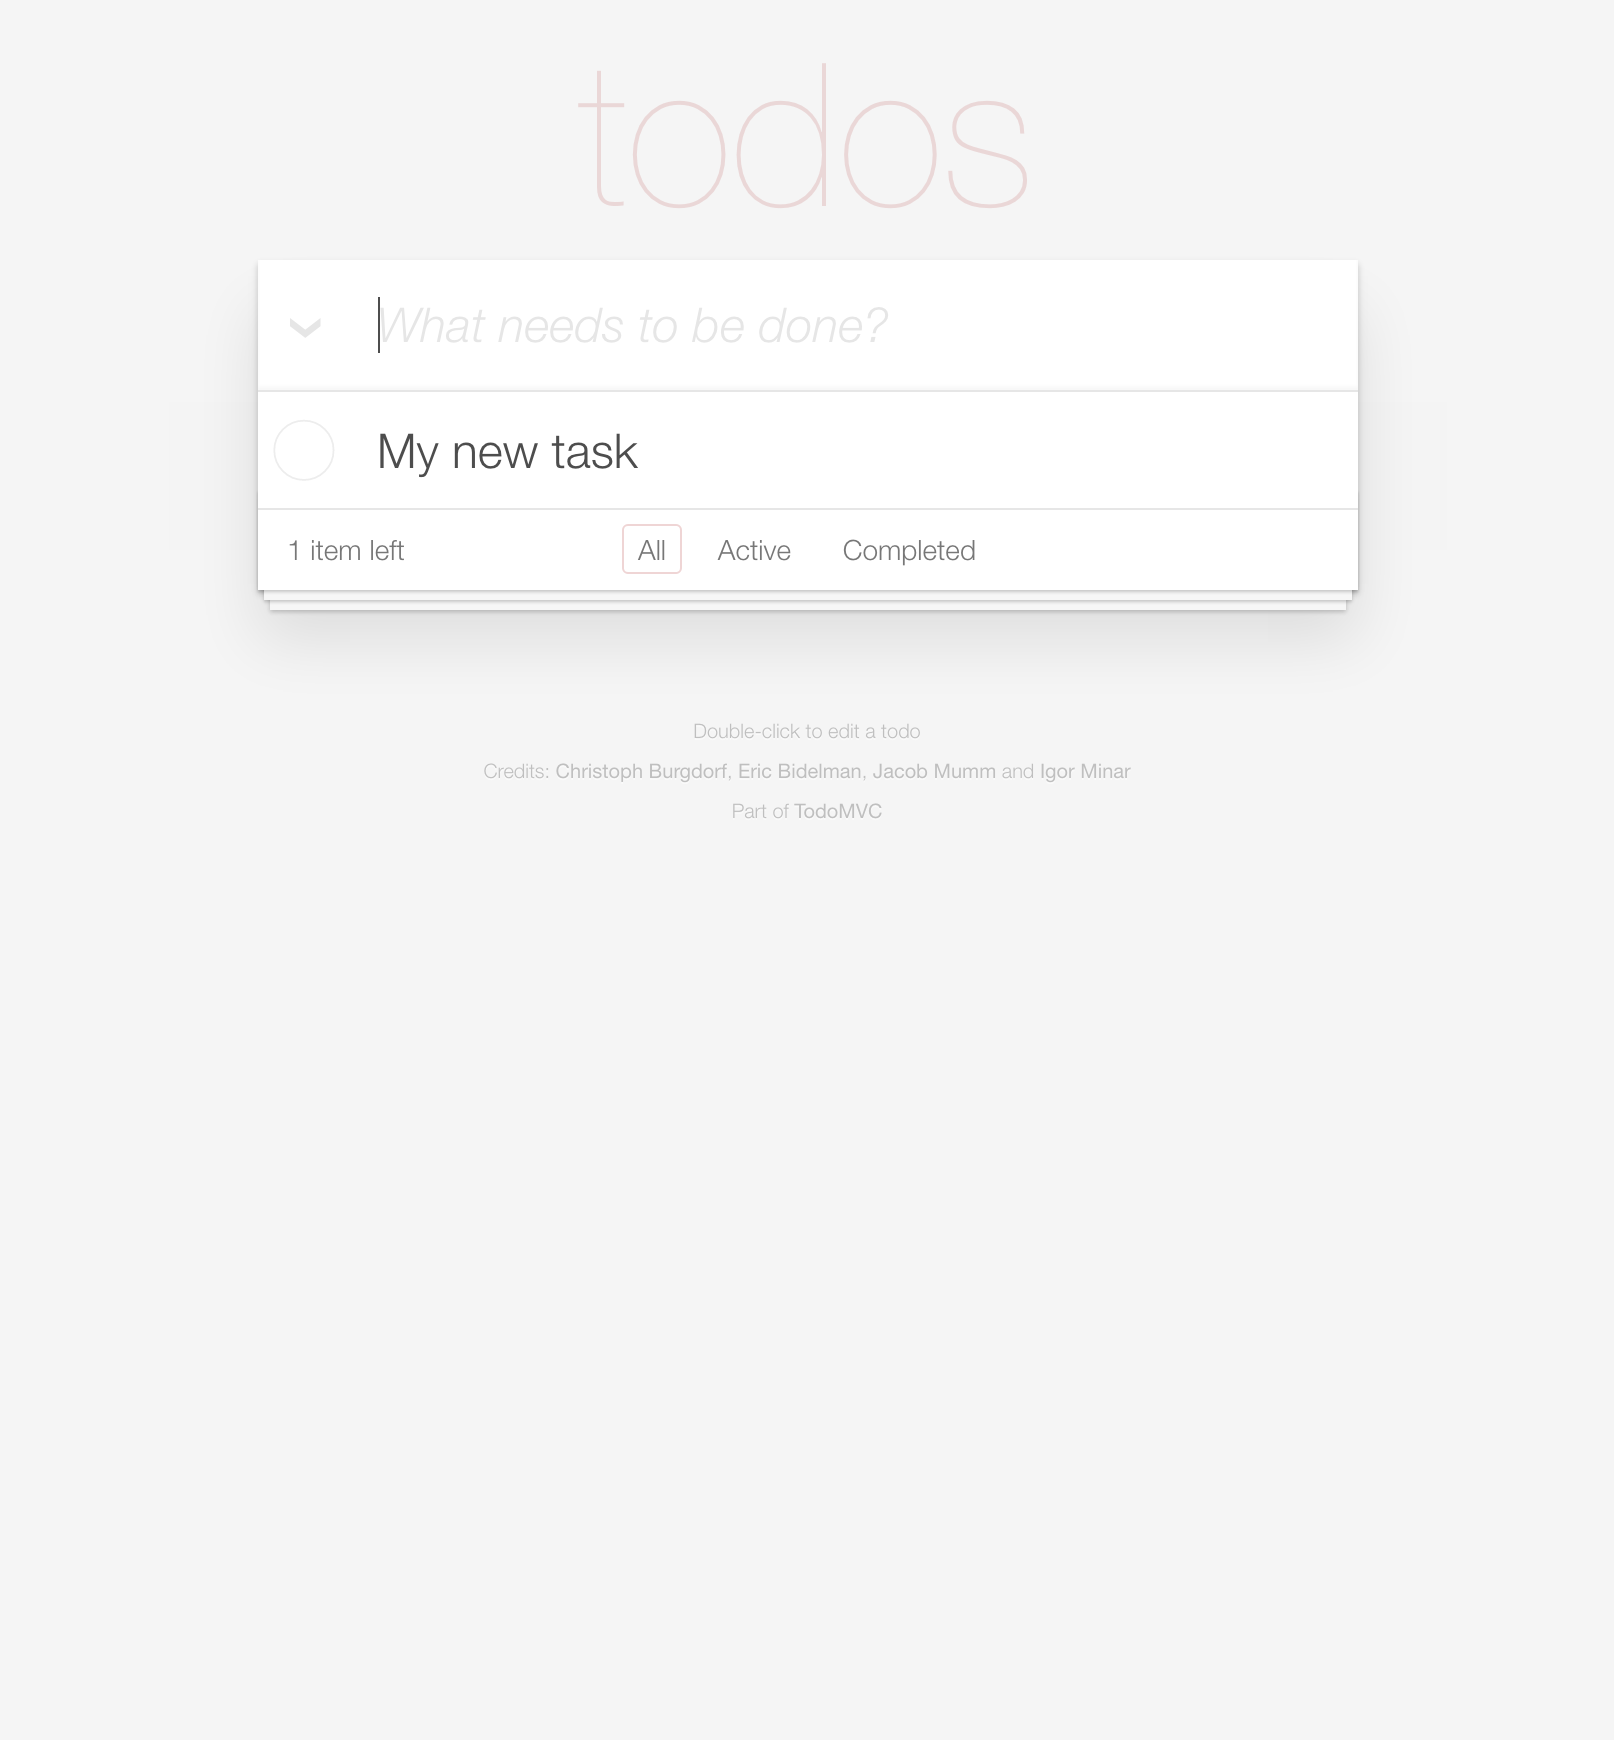 todos
What needs to be done?
My new task
1 item left All Active Completed
Double-click to edit a todo
Credits: Christoph Burgdorf, Eric Bidelman, Jacob Mumm and Igor Minar
Part of TodoMVC